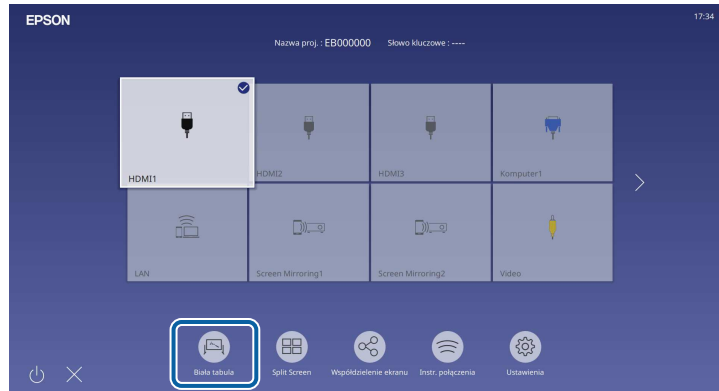 EPSON
17:34
Nazwa proj. : EB000000 Słowo kluczowe : ----
HDMI1
HDMI2
HDMI3
Komputer1
LAN
Screen Mirroring1
Screen Mirroring2
Video
Biała tabula
Split Screen
Współdzielenie ekranu
Instr. połączenia
Ustawienia